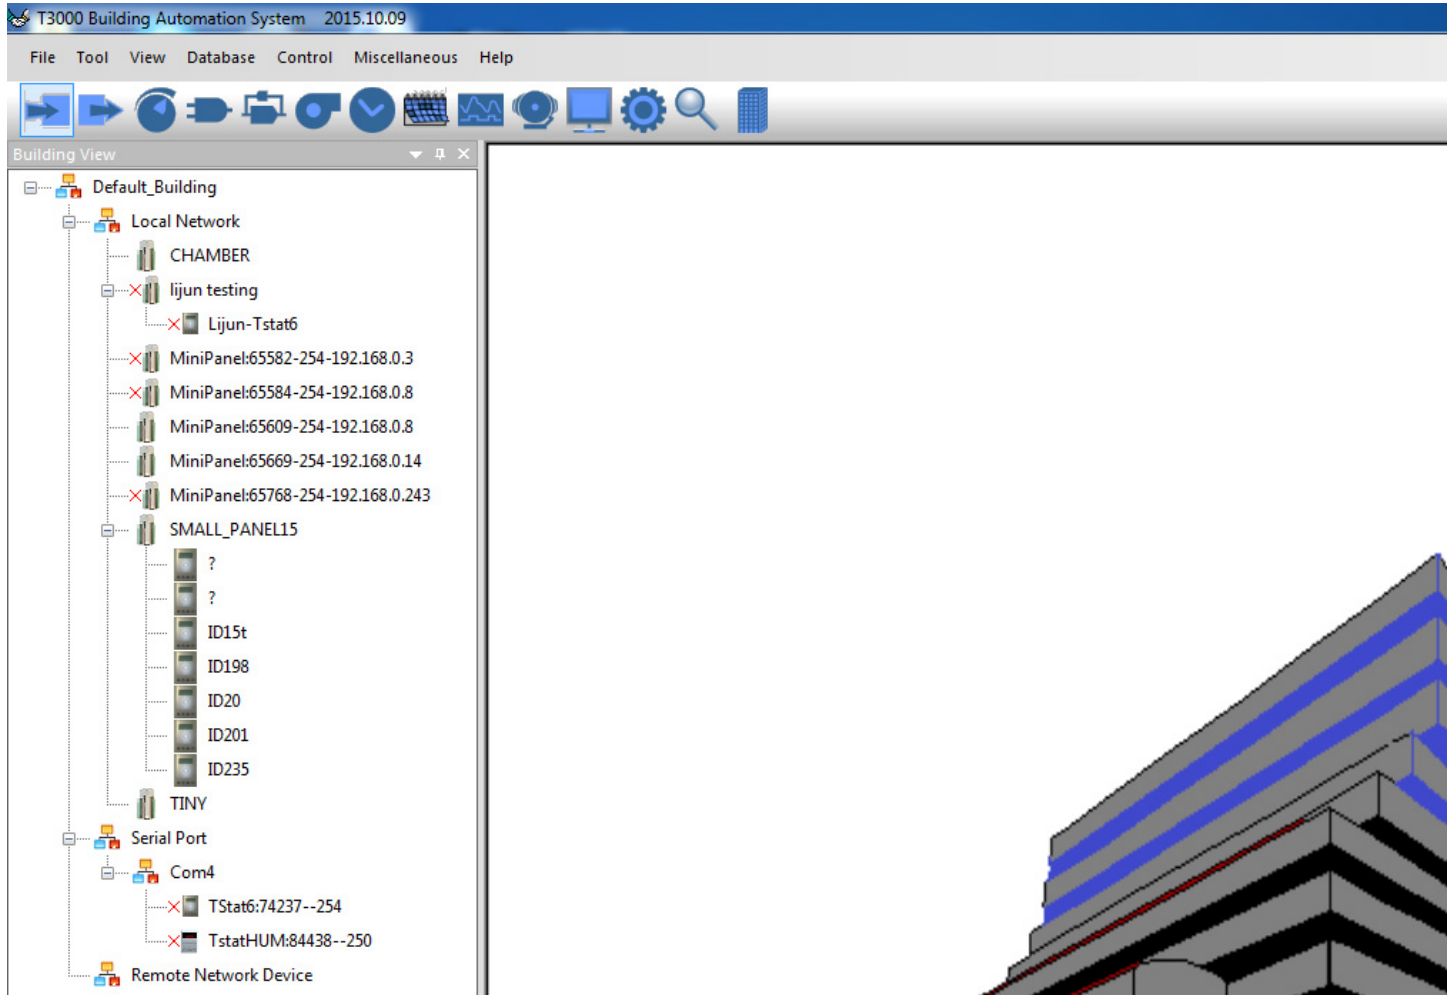 T3000 Building Automation System 2015.10.09
File Tool View Database Control Miscellaneous Help
Building View
Default_Building
Local Network
CHAMBER
lijun testing
Lijun-Tstat6
MiniPanel:65582-254-192.168.0.3
MiniPanel:65584-254-192.168.0.8
MiniPanel:65609-254-192.168.0.8
MiniPanel:65669-254-192.168.0.14
MiniPanel:65768-254-192.168.0.243
SMALL_PANEL15
?
?
ID15t
ID198
ID20
ID201
ID235
TINY
Serial Port
Com4
TStat6:74237--254
TstatHUM:84438--250
Remote Network Device